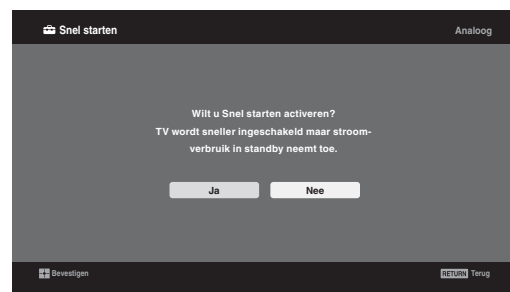 Snel starten
Analoog
Wilt u Snel starten activeren?
TV wordt sneller ingeschakeld maar stroom-
verbruik in standby neemt toe.
Ja
Nee
Bevestigen
RETURN Terug